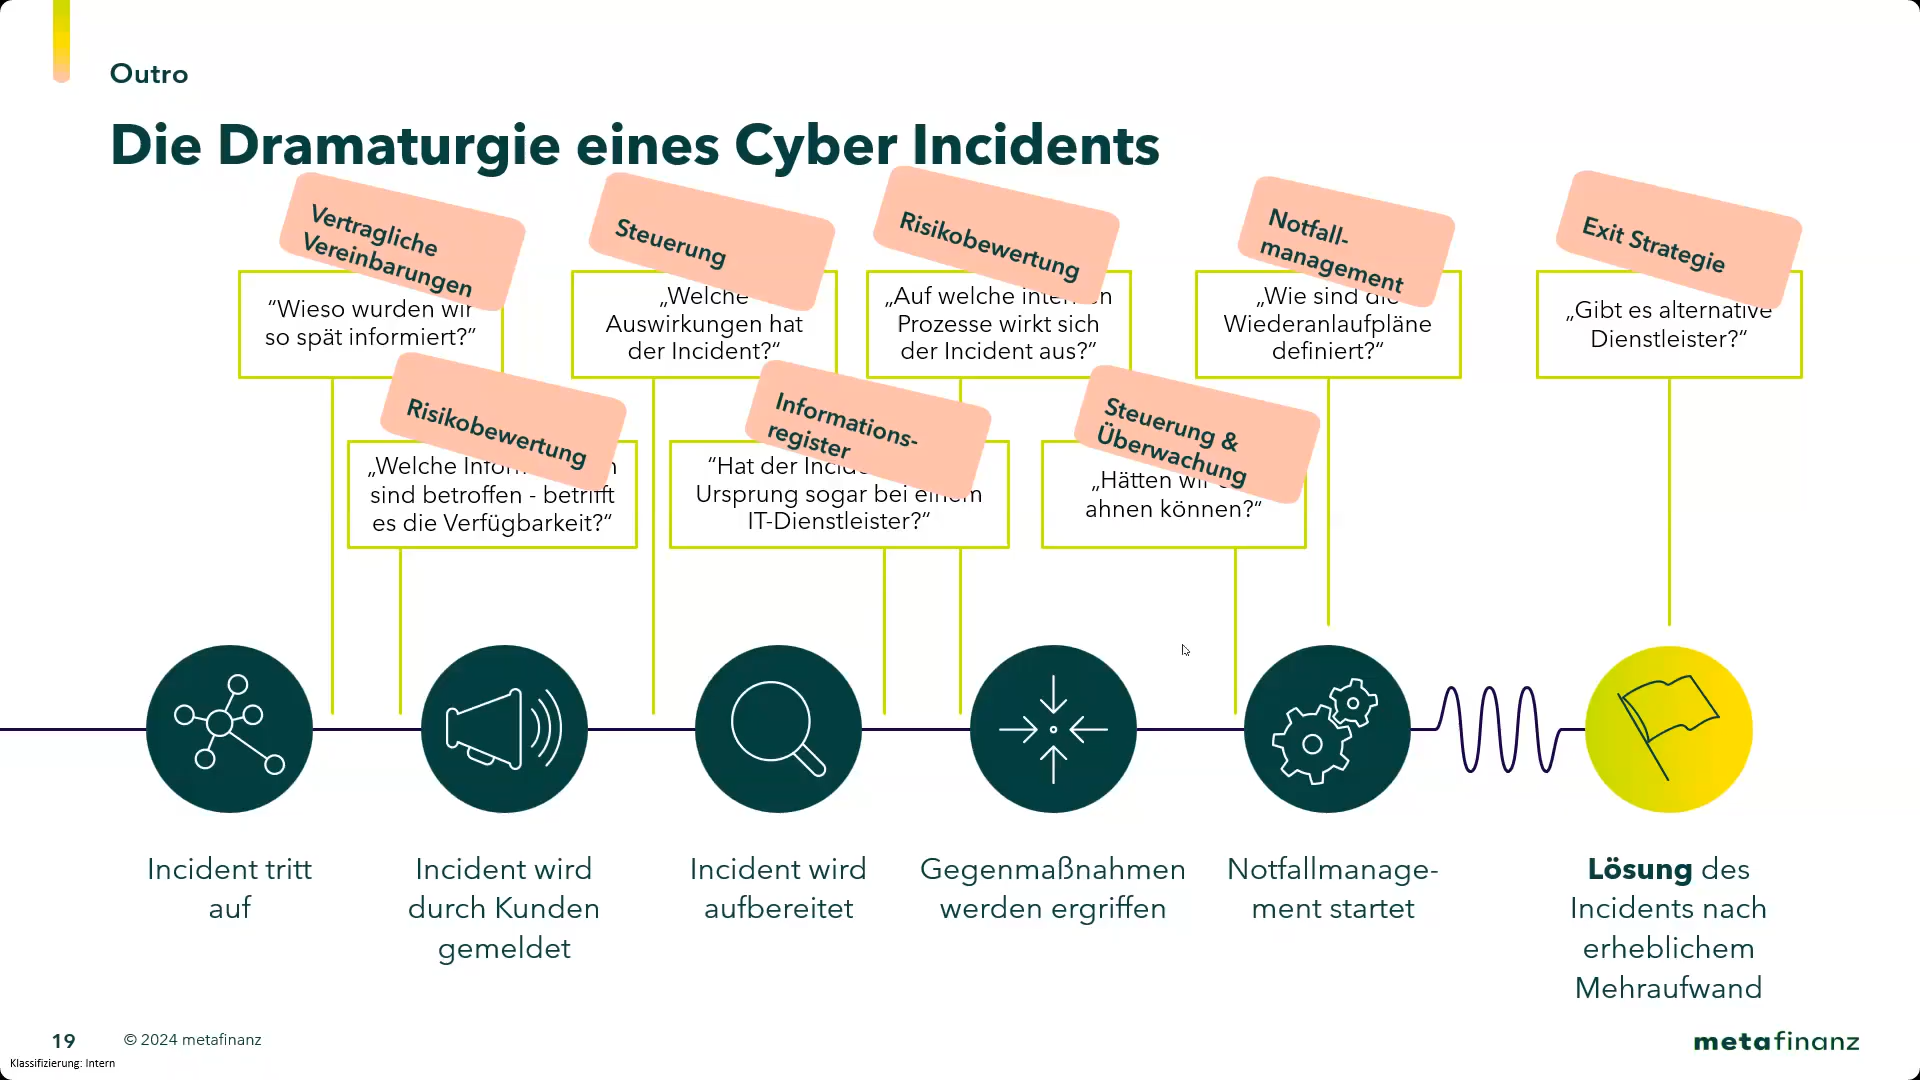 Outro
Die Dramaturgie eines Cyber Incidents
Vertragliche
Vereinbarungen
“Wieso wurden wir
so spät informiert?“
Steuerung
„Welche
Auswirkungen hat
der Incident?“
Risikobewertung
„Auf welche
Prozesse wirkt sich
der Incident aus?“
Notfall-
management
„Wie sind die
Wiederanlaufpläne
definiert?“
Exit Strategie
„Gibt es alternative
Dienstleister?“
Risikobewertung
„Welche
sind betroffen - betrifft
es die Verfügbarkeit?“
Informations-
register
“Hat der
Ursprung sogar bei einem
IT-Dienstleister?“
Steuerung &
Überwachung
„Hätten wir
ahnen können?“
Incident tritt
auf
Incident wird
durch Kunden
gemeldet
Incident wird
aufbereitet
Gegenmaßnahmen
werden ergriffen
Notfallmanage-
ment startet
Lösung des
Incidents nach
erheblichem
Mehraufwand
19
© 2024 metafinanz
Klassifizierung: Intern
metafinanz